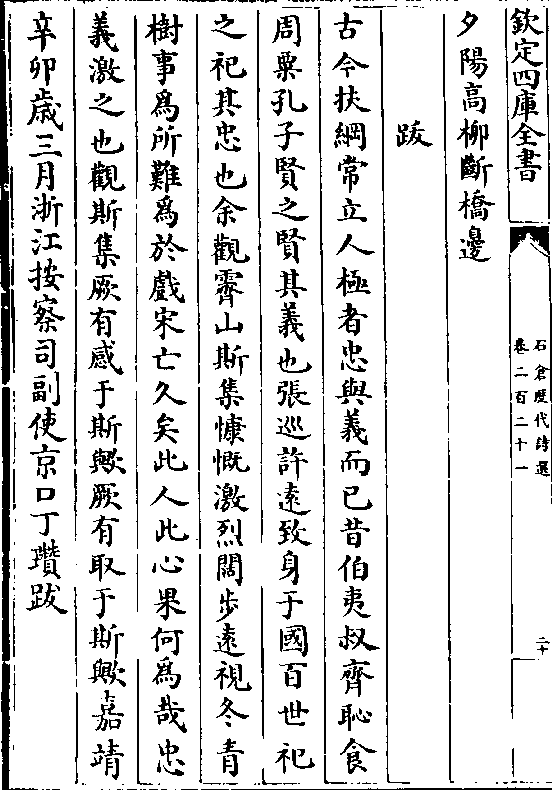 欽定四庫全書
石倉歴代詩選
卷二百二十一
二十
夕陽高柳斷橋邊
跋
古今扶綱常立人極者忠與義而已昔伯夷叔齊恥食
周粟孔子賢之賢其義也張巡許逺致身于國百世祀
之祀其忠也余觀霽山斯集慷慨激烈闊步逺視冬青
樹事爲所難爲於戲宋亡久矣此人此心果何爲哉忠
義激之也觀斯集厥有感于斯歟厥有取于斯歟嘉靖
辛卯歳三月浙江按察司副使京口丁瓚跋